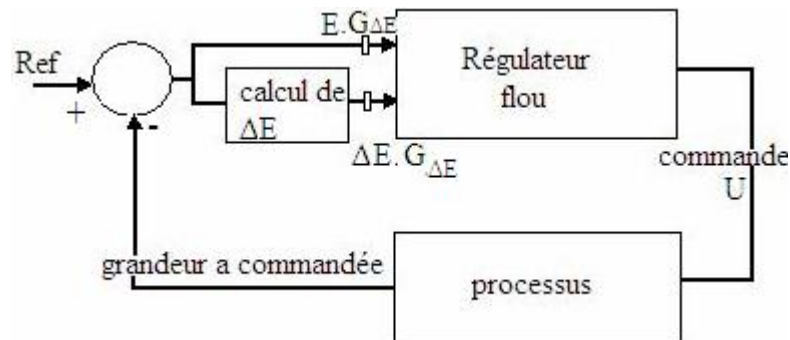 E.G∆E
Ref
+
-
calcul de
∆E
∆E.G∆E
Régulateur
flou
commande
U
grandeur a commandée
processus